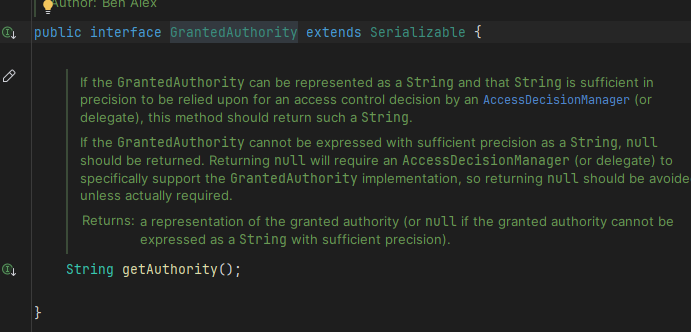 Author: Ben Alex
public interface GrantedAuthority extends Serializable {
If the GrantedAuthority can be represented as a String and that String is sufficient in
precision to be relied upon for an access control decision by an AccessDecisionManager (or
delegate), this method should return such a String.
If the GrantedAuthority cannot be expressed with sufficient precision as a String, null
should be returned. Returning null will require an AccessDecisionManager (or delegate) to
specifically support the GrantedAuthority implementation, so returning null should be avoide
unless actually required.
Returns: a representation of the granted authority (or null if the granted authority cannot be
expressed as a String with sufficient precision).
String getAuthority();
}